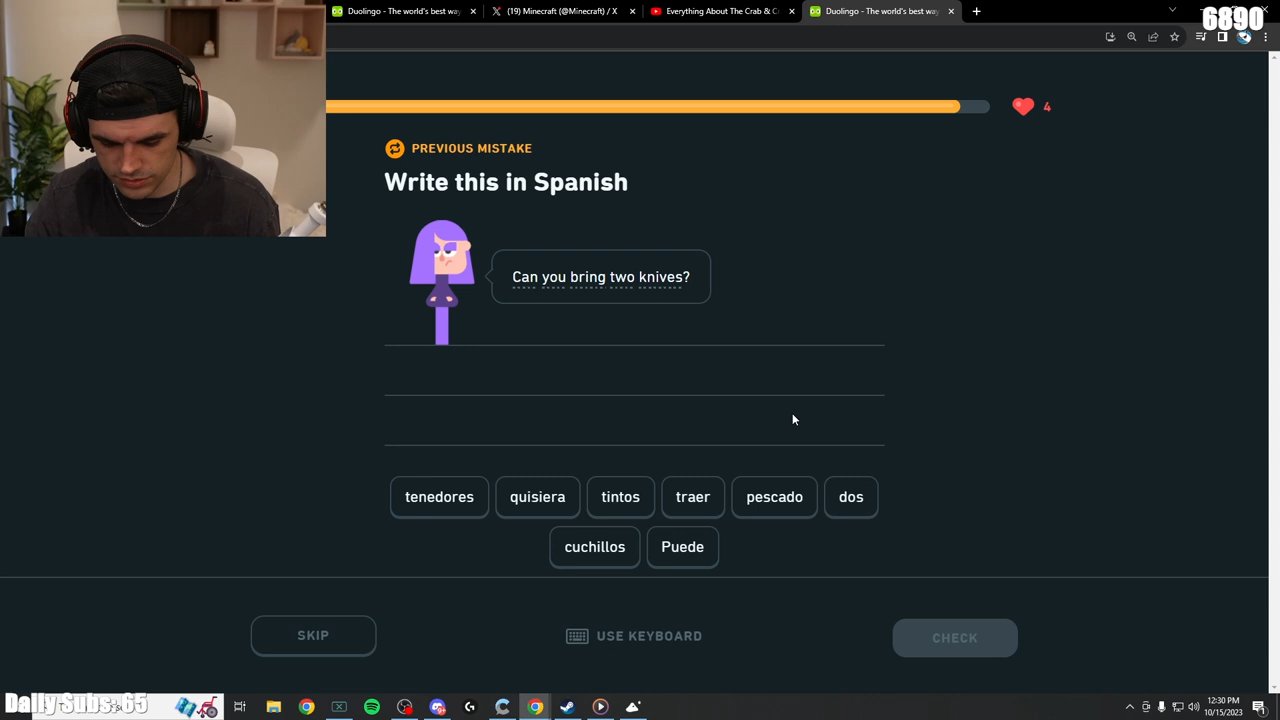 Duolingo - The world's best way
(19) Minecraft (@Minecraft) / X
Everything About The Crab & C
Duolingo - The world's best way
6890
4
PREVIOUS MISTAKE
Write this in Spanish
Can you bring two knives?
tenedores quisiera tintos traer pescado dos
cuchillos Puede
SKIP
USE KEYBOARD
CHECK
Daily Subs: 65
12:30 PM
10/15/2023